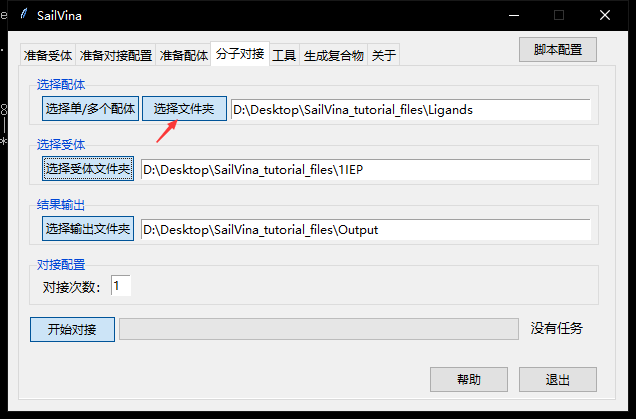 SailVina
准备受体 准备对接配置 准备配体 分子对接 工具 生成复合物 关于
脚本配置
选择配体
选择单/多个配体 选择文件夹 D:\Desktop\SailVina_tutorial_files\Ligands
选择受体
选择受体文件夹 D:\Desktop\SailVina_tutorial_files\1IEP
结果输出
选择输出文件夹 D:\Desktop\SailVina_tutorial_files\Output
对接配置
对接次数: 1
开始对接 没有任务
帮助 退出